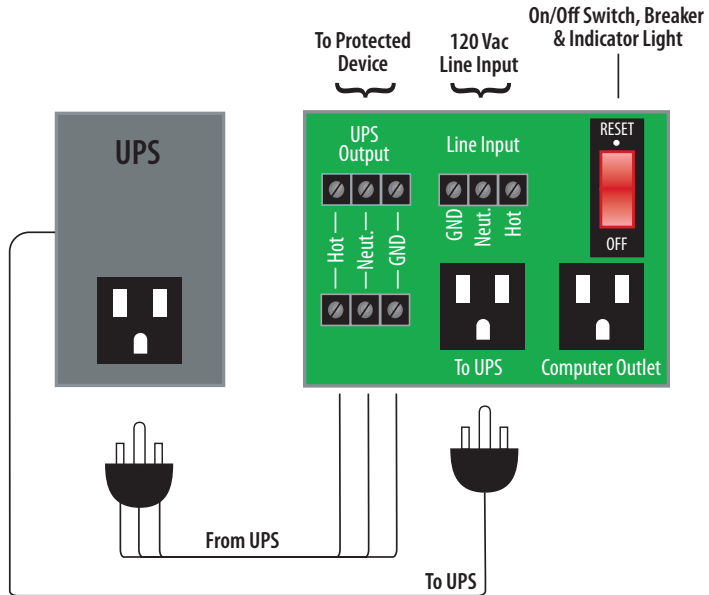 On/Off Switch, Breaker
& Indicator Light
To Protected
Device
120 Vac
Line Input
UPS
UPS
Output
Line Input
RESET
OFF
Hot
Neut.
GND
GND
Neut.
Hot
To UPS
Computer Outlet
From UPS
To UPS